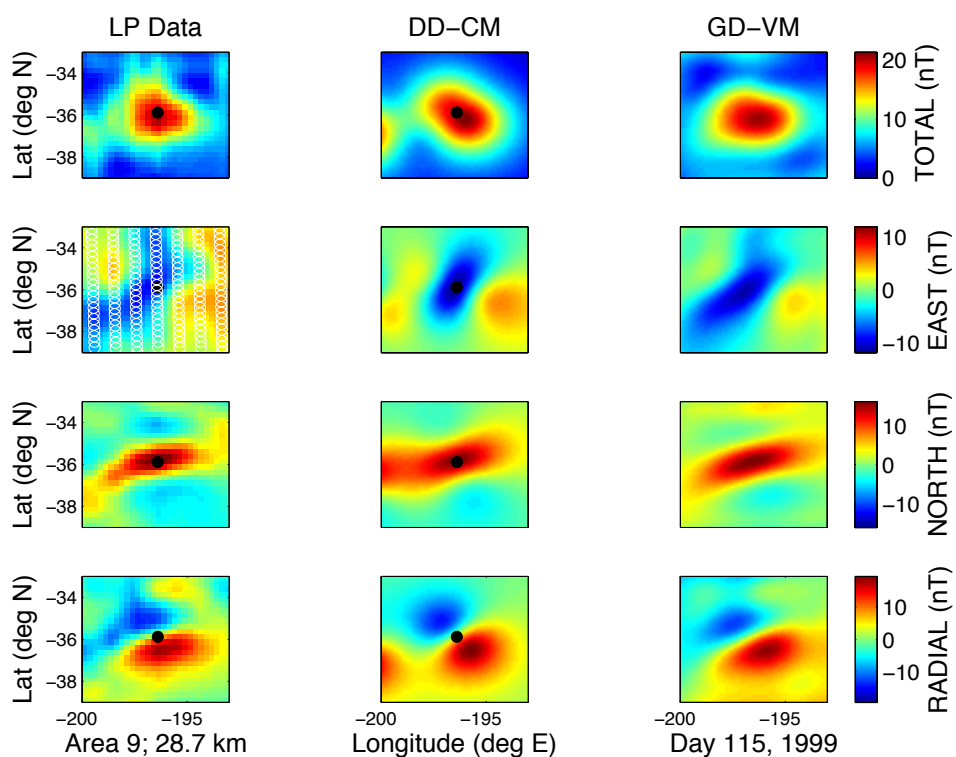 LP Data
DD−CM
GD−VM
Lat (deg N)
−34
−36
−38
20
10
0
TOTAL (nT)
Lat (deg N)
−34
−36
−38
10
0
−10
EAST (nT)
Lat (deg N)
−34
−36
−38
10
0
−10
NORTH (nT)
Lat (deg N)
−34
−36
−38
10
0
−10
RADIAL (nT)
−200
−195
−200
−195
−200
−195
Area 9; 28.7 km
Longitude (deg E)
Day 115, 1999